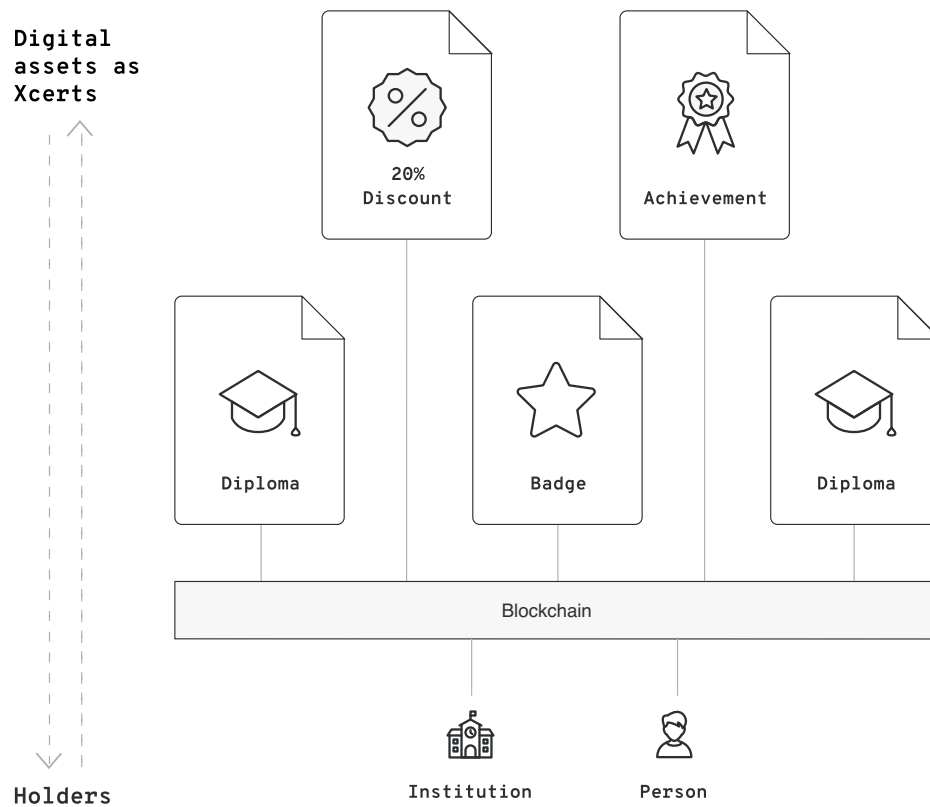 Digital
assets as
Xcerts
20%
Discount
Achievement
Diploma
Badge
Diploma
Blockchain
Institution
Person
Holders